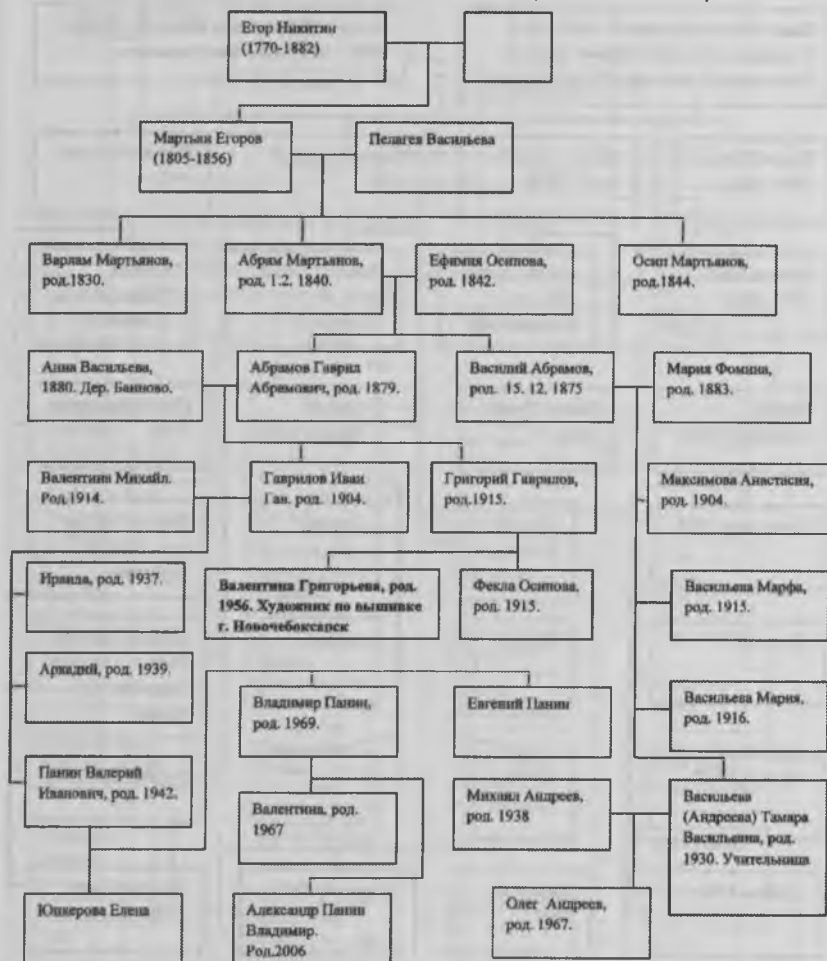 Егор Никитин
(1770-1882)
Мартьян Егоров
(1805-1856)
Пелагея Васильева
Варлам Мартьянов,
род.1830.
Абрам Мартьянов,
род. 1.2. 1840.
Ефимия Осипова,
род. 1842.
Осип Мартьянов,
род.1844.
Анна Васильева,
1880. Дер. Банново.
Абрамов Гаврил
Абрамович, род. 1879.
Василий Абрамов,
род. 15. 12. 1875
Мария Фомина,
род. 1883.
Валентина Михайл.
Род.1914.
Гаврилов Иван
Гав. род. 1904.
Григорий Гаврилов,
род.1915.
Максимова Анастасия,
род. 1904.
Ираида, род. 1937.
Валентина Григорьева, род.
1956. Художник по вышивке
г. Новочебоксарск
Фекла Осипова,
род. 1915.
Васильева Марфа,
род. 1915.
Аркадий, род. 1939.
Владимир Панин,
род. 1969.
Евгений Панин
Васильева Мария,
род. 1916.
Панин Валерий
Иванович, род. 1942.
Валентина, род.
1967
Михаил Андреев,
род. 1938
Васильева
(Андреева) Тамара
Васильевна, род.
1930. Учительница
Юнкерова Елена
Александр Панин
Владимир.
Род.2006
Олег Андреев,
род. 1967.